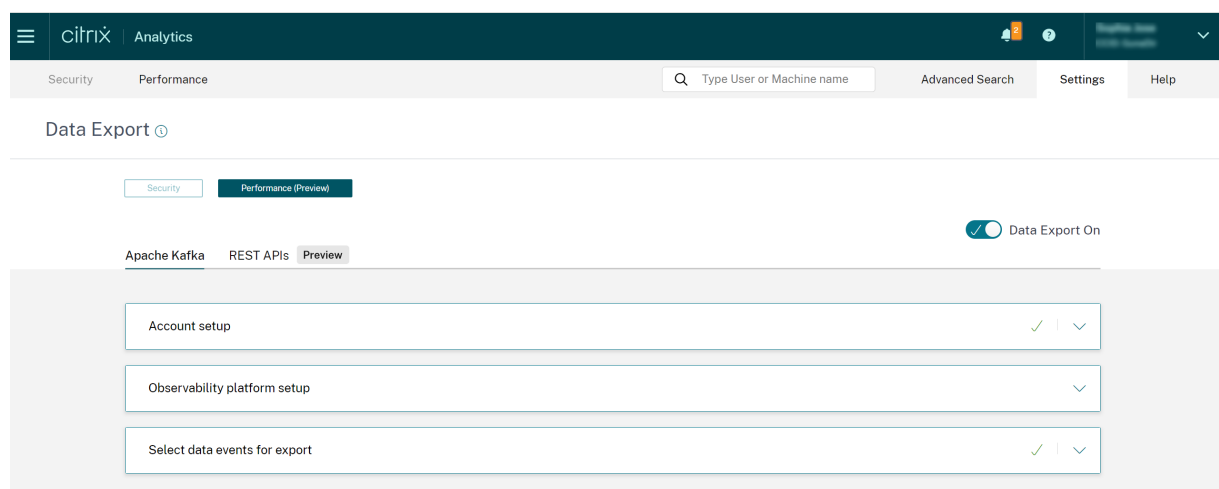 citrix Analytics 2 ?
Security Performance Type User or Machine name Advanced Search Settings Help
Data Export
Security Performance (Preview)
Data Export On
Apache Kafka REST APIs Preview
Account setup
Observability platform setup
Select data events for export